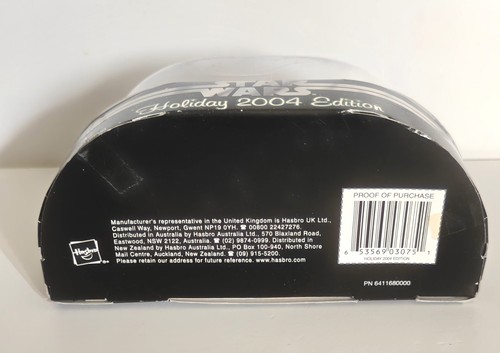 STAR
WARS
Holiday 2004 Edition
PROOF OF PURCHASE
Manufacturer's representative in the United Kingdom is Hasbro UK Ltd.,
Caswell Way, Newport, Gwent NP19 0YH. ☎ 00800 22427276.
Distributed in Australia by Hasbro Australia Ltd., 570 Blaxland Road,
Eastwood, NSW 2122, Australia. ☎ (02) 9874-0999. Distributed in
New Zealand by Hasbro Australia Ltd., PO Box 100-940, North Shore
Mail Centre, Auckland, New Zealand. ☎ (09) 915-5200.
Please retain our address for future reference. www.hasbro.com.
Hasbro
6 53569 03075 1
HOLIDAY 2004 EDITION
PN 6411680000